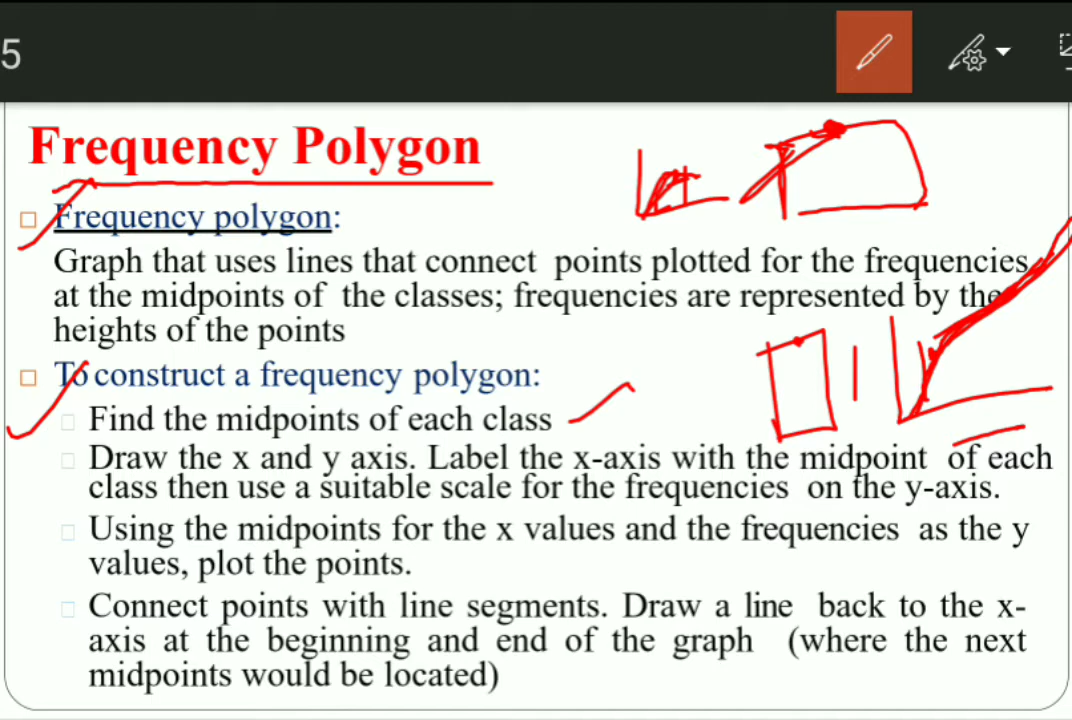 5
Frequency Polygon
Frequency polygon:
Graph that uses lines that connect points plotted for the frequencies
at the midpoints of the classes; frequencies are represented by the
heights of the points
To construct a frequency polygon:
Find the midpoints of each class
Draw the x and y axis. Label the x-axis with the midpoint of each
class then use a suitable scale for the frequencies on the y-axis.
Using the midpoints for the x values and the frequencies as the y
values, plot the points.
Connect points with line segments. Draw a line back to the x-
axis at the beginning and end of the graph (where the next
midpoints would be located)